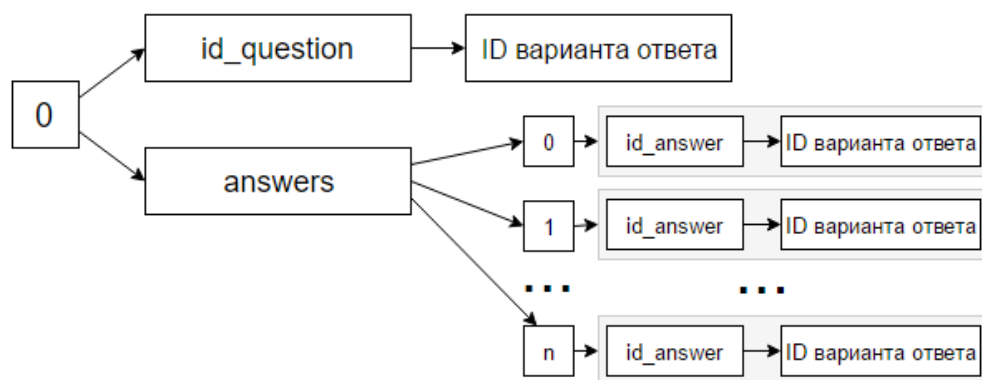 id_question
ID варианта ответа
0
answers
0
id_answer
ID варианта ответа
1
id_answer
ID варианта ответа
...
...
n
id_answer
ID варианта ответа